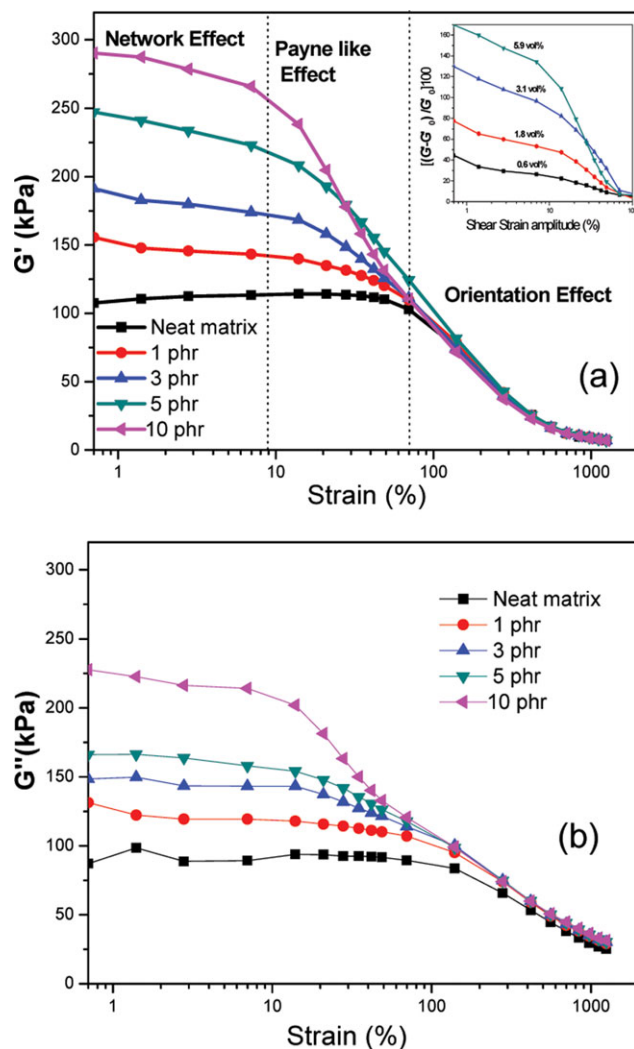 300
250
200
150
100
50
0
G' (kPa)
Network Effect
Payne like
Effect
Orientation Effect
Neat matrix
1 phr
3 phr
5 phr
10 phr
(a)
1 10 100 1000
Strain (%)
160
140
120
100
80
60
40
20
0
5.9 vol%
3.1 vol%
1.8 vol%
0.6 vol%
1 10
Shear Strain amplitude (%)
300
250
200
150
100
50
0
G''(kPa)
Neat matrix
1 phr
3 phr
5 phr
10 phr
(b)
1 10 100 1000
Strain (%)